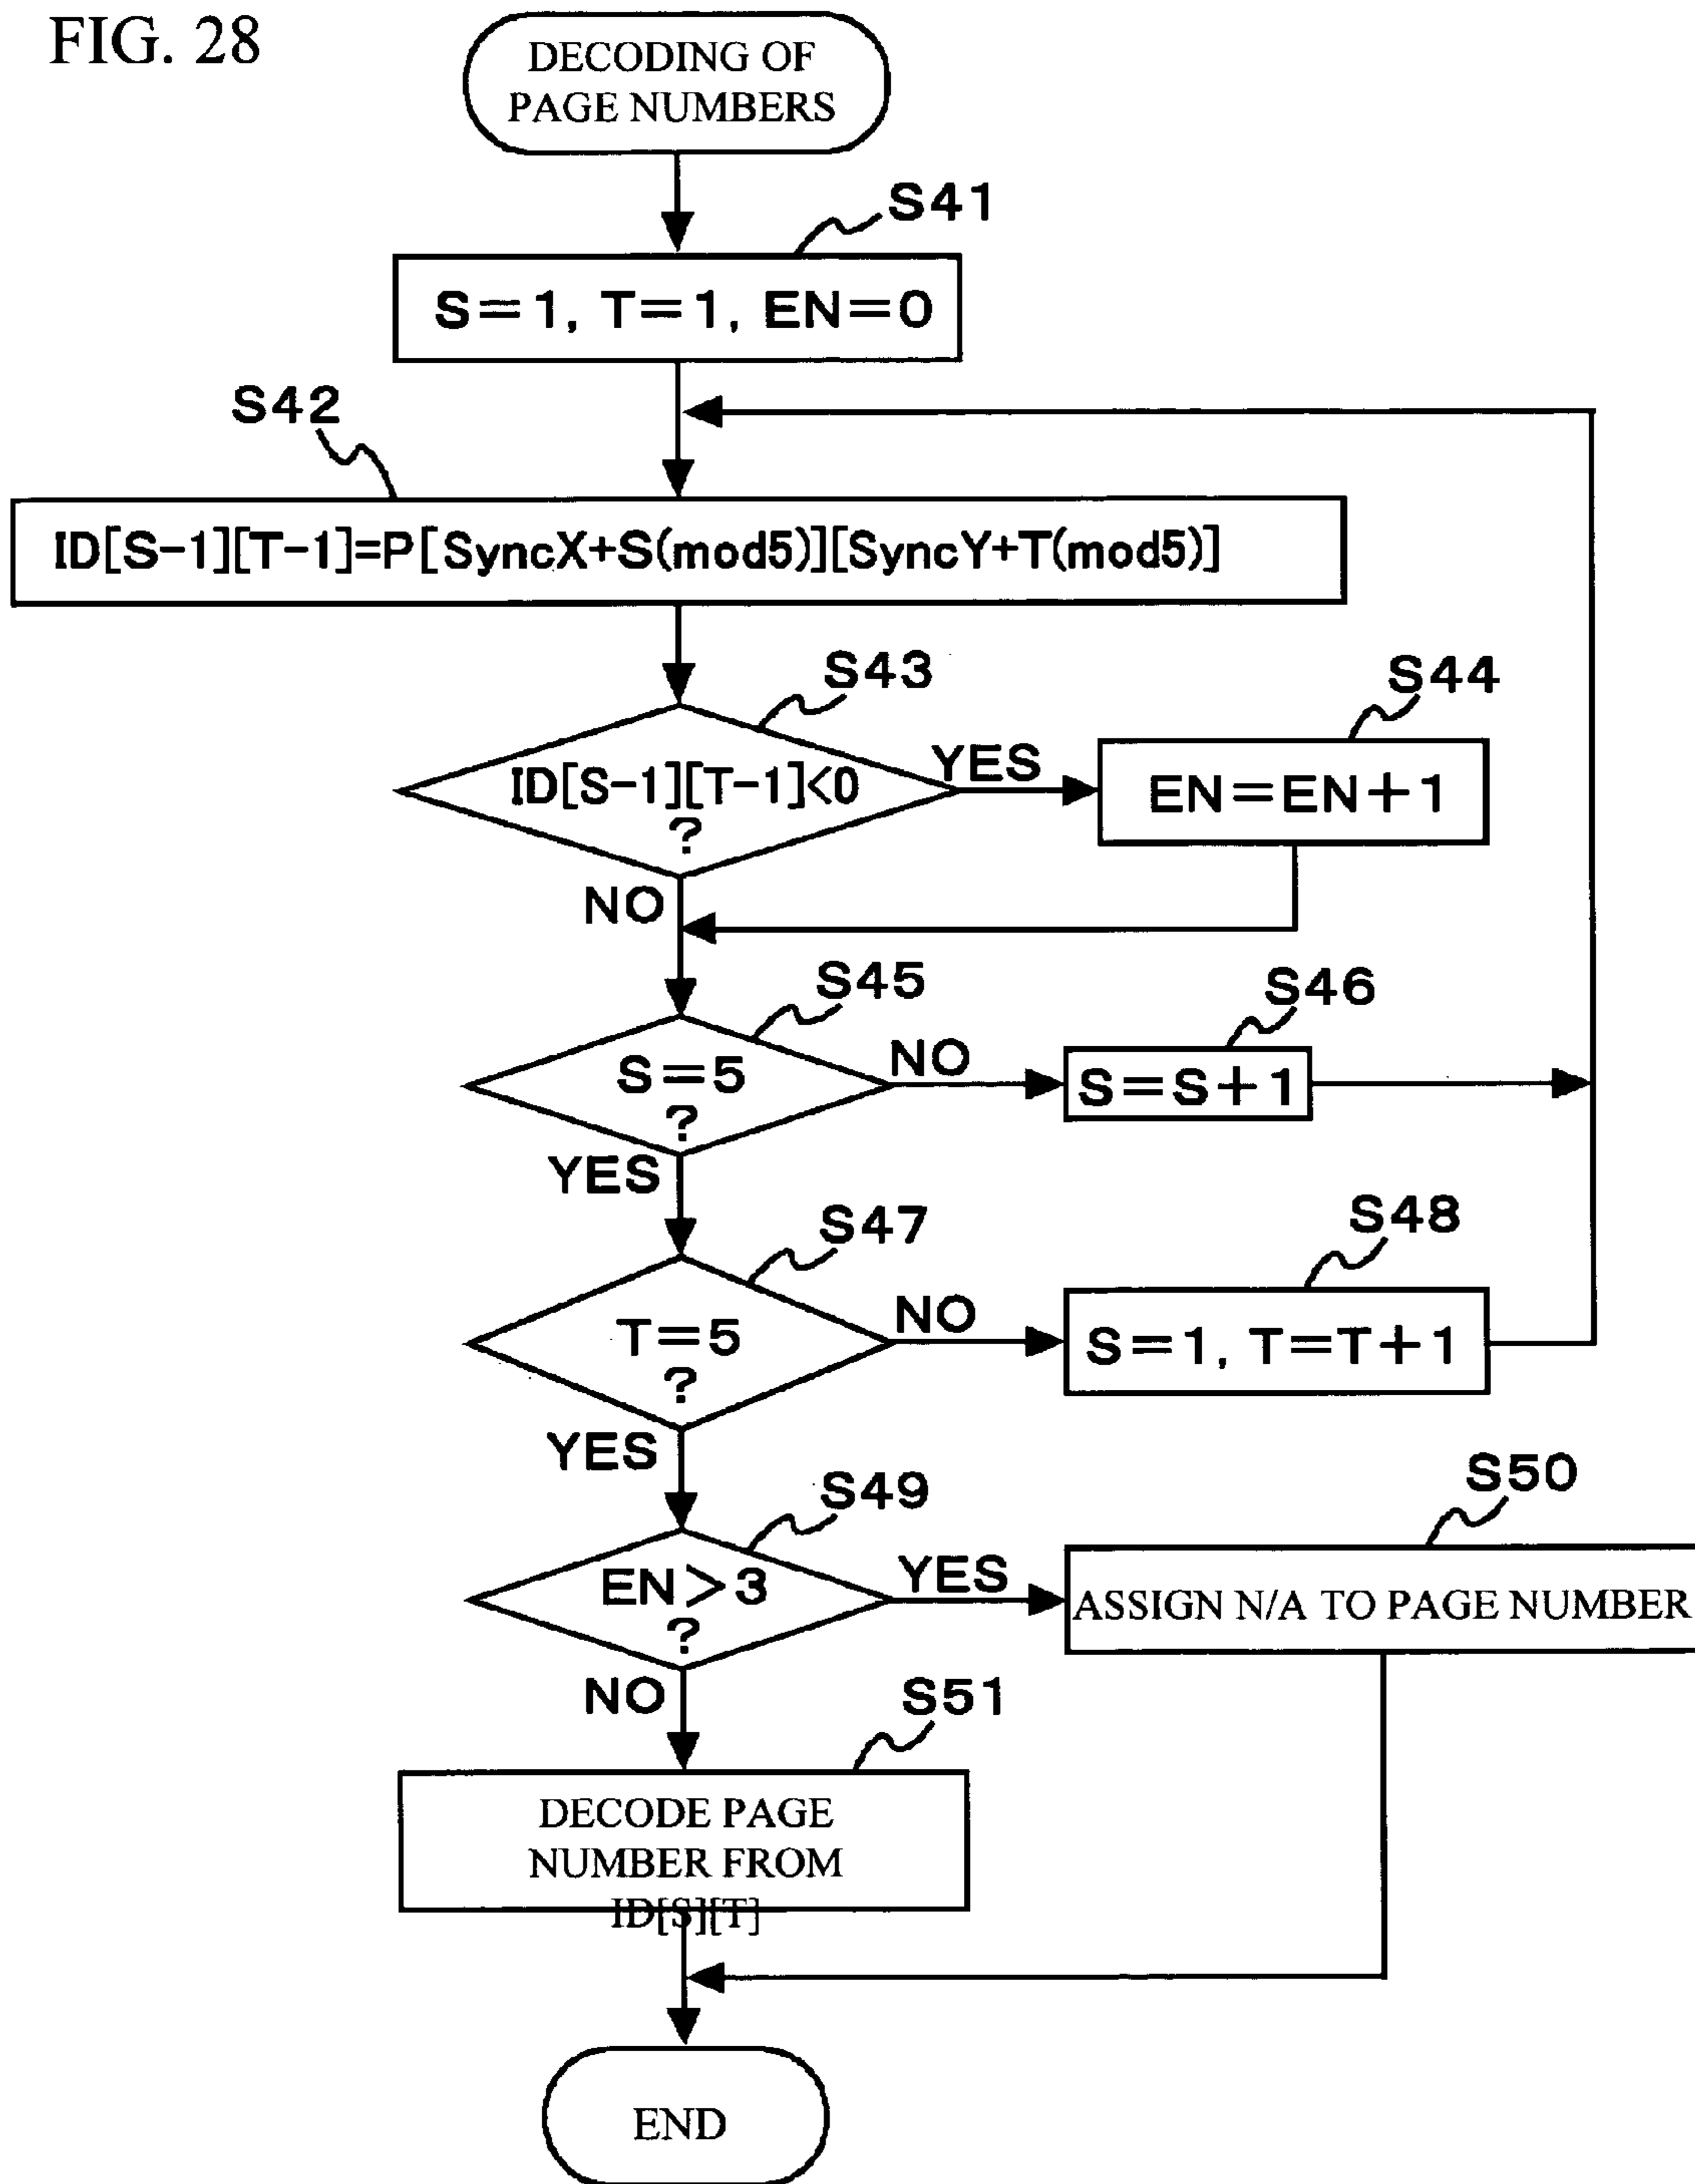 FIG. 28
DECODING OF
PAGE NUMBERS
S41
S=1, T=1, EN=0
S42
ID[S-1][T-1]=P[SyncX+S(mod5)][SyncY+T(mod5)]
S43
ID[S-1][T-1]<0
?
YES
S44
EN=EN+1
NO
S45
S=5
?
NO
S46
S=S+1
YES
S47
T=5
?
NO
S48
S=1, T=T+1
YES
S49
EN>3
?
YES
S50
ASSIGN N/A TO PAGE NUMBER
NO
S51
DECODE PAGE
NUMBER FROM
ID[S][T]
END